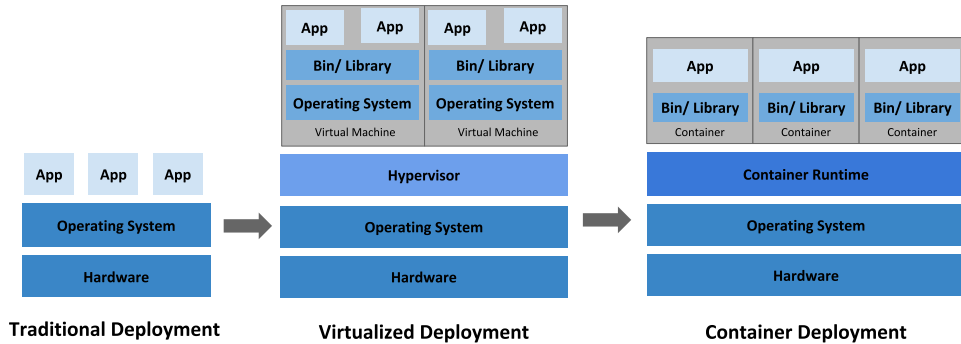 App App App
Operating System
Hardware
Traditional Deployment
App App App App
Bin/ Library Bin/ Library
Operating System Operating System
Virtual Machine Virtual Machine
Hypervisor
Operating System
Hardware
Virtualized Deployment
App App App
Bin/ Library Bin/ Library Bin/ Library
Container Container Container
Container Runtime
Operating System
Hardware
Container Deployment